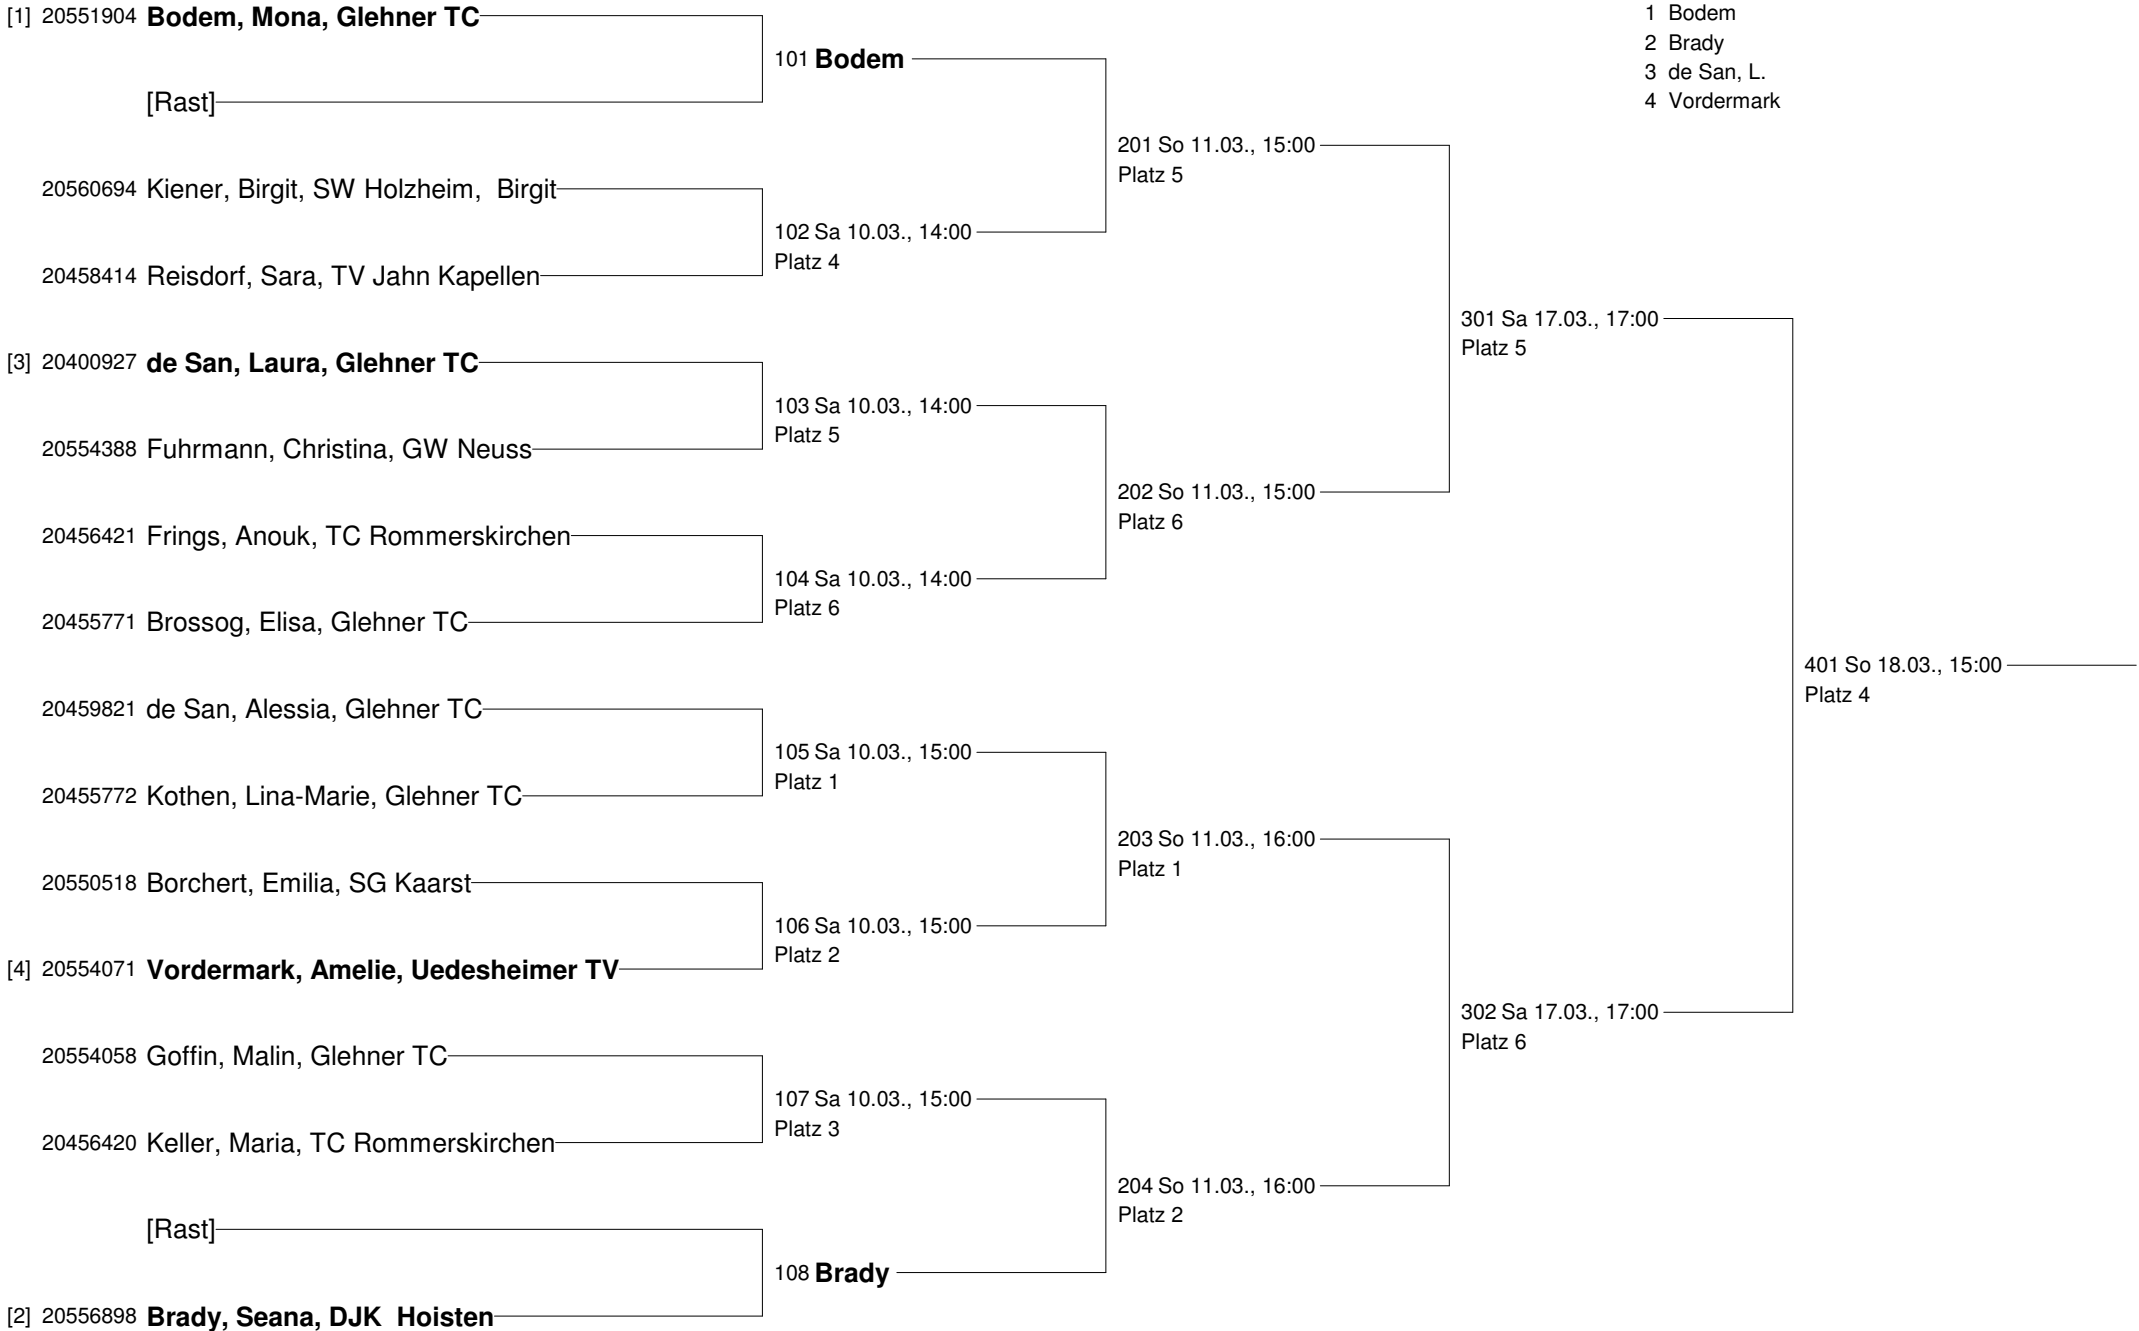 [1] 20551904 Bodem, Mona, Glehner TC
[Rast]
20560694 Kiener, Birgit, SW Holzheim,  Birgit
20458414 Reisdorf, Sara, TV Jahn Kapellen
[3] 20400927 de San, Laura, Glehner TC
20554388 Fuhrmann, Christina, GW Neuss
20456421 Frings, Anouk, TC Rommerskirchen
20455771 Brossog, Elisa, Glehner TC
20459821 de San, Alessia, Glehner TC
20455772 Kothen, Lina-Marie, Glehner TC
20550518 Borchert, Emilia, SG Kaarst
[4] 20554071 Vordermark, Amelie, Uedesheimer TV
20554058 Goffin, Malin, Glehner TC
20456420 Keller, Maria, TC Rommerskirchen
[Rast]
[2] 20556898 Brady, Seana, DJK  Hoisten
101 Bodem
102 Sa 10.03., 14:00
Platz 4
103 Sa 10.03., 14:00
Platz 5
104 Sa 10.03., 14:00
Platz 6
105 Sa 10.03., 15:00
Platz 1
106 Sa 10.03., 15:00
Platz 2
107 Sa 10.03., 15:00
Platz 3
108 Brady
201 So 11.03., 15:00
Platz 5
202 So 11.03., 15:00
Platz 6
203 So 11.03., 16:00
Platz 1
204 So 11.03., 16:00
Platz 2
301 Sa 17.03., 17:00
Platz 5
302 Sa 17.03., 17:00
Platz 6
401 So 18.03., 15:00
Platz 4
1 Bodem
2 Brady
3 de San, L.
4 Vordermark